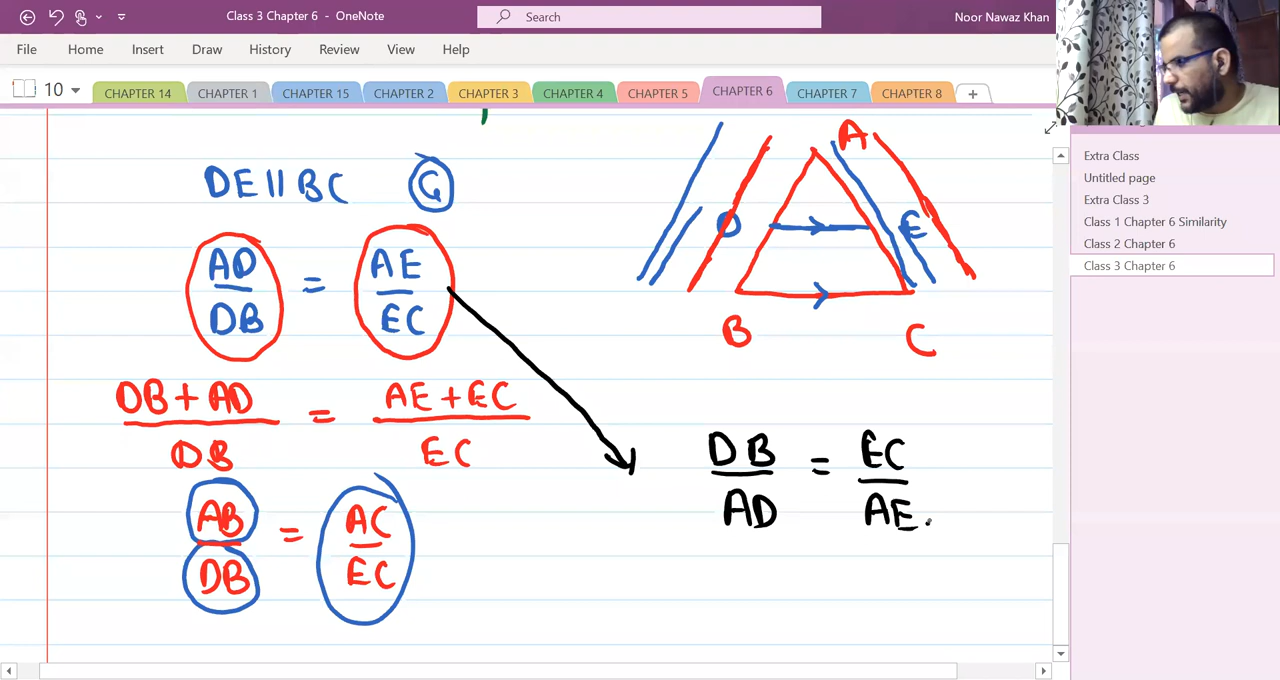 Class 3 Chapter 6 - OneNote
Search
Noor Nawaz Khan
File Home Insert Draw History Review View Help
10
CHAPTER 14 CHAPTER 1 CHAPTER 15 CHAPTER 2 CHAPTER 3 CHAPTER 4 CHAPTER 5 CHAPTER 6 CHAPTER 7 CHAPTER 8 +
Extra Class
Untitled page
Extra Class 3
Class 1 Chapter 6 Similarity
Class 2 Chapter 6
Class 3 Chapter 6
DE || BC G
AD = AE
DB EC
DB + AD = AE + EC
DB EC
AB = AC
DB EC
A
D E
B C
DB = EC
AD AE